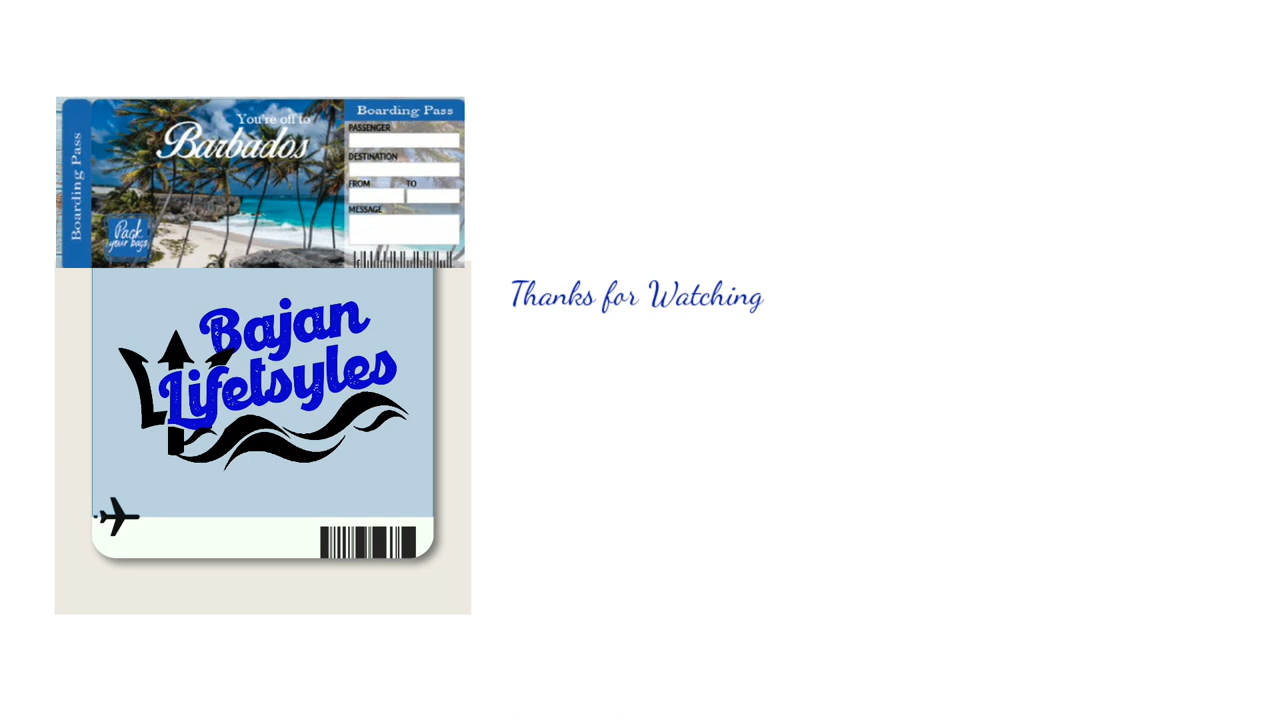 Boarding Pass
You're off to
Barbados
Pack
your bags
Boarding Pass
PASSENGER
DESTINATION
FROM TO
MESSAGE
Bajan
Lifetsyles
Thanks for Watching